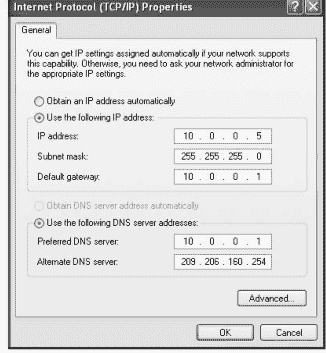 Internet Protocol (TCP/IP) Properties
General
You can get IP settings assigned automatically if your network supports
this capability. Otherwise, you need to ask your network administrator for
the appropriate IP settings.
Obtain an IP address automatically
Use the following IP address:
IP address: 10 . 0 . 0 . 5
Subnet mask: 255 . 255 . 255 . 0
Default gateway: 10 . 0 . 0 . 1
Obtain DNS server address automatically
Use the following DNS server addresses:
Preferred DNS server: 10 . 0 . 0 . 1
Alternate DNS server: 209 . 206 . 160 . 254
Advanced...
OK Cancel